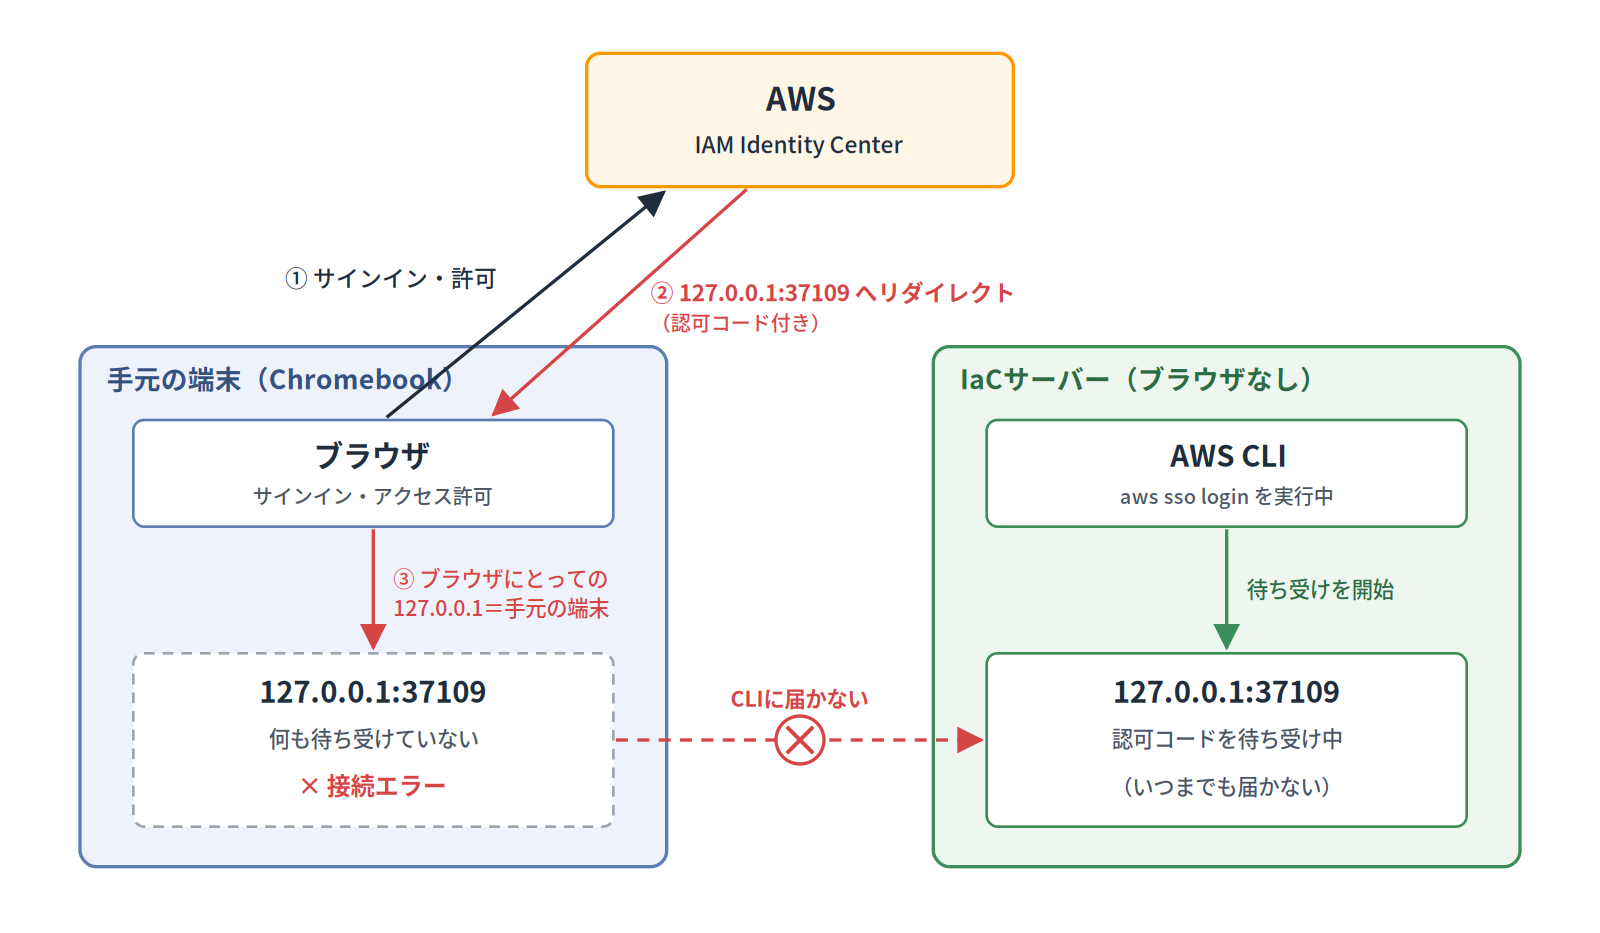 AWS
IAM Identity Center
① サインイン・許可
② 127.0.0.1:37109 へリダイレクト
（認可コード付き）
手元の端末（Chromebook）
ブラウザ
サインイン・アクセス許可
③ ブラウザにとっての
127.0.0.1＝手元の端末
127.0.0.1:37109
何も待ち受けていない
× 接続エラー
CLIに届かない
IaCサーバー（ブラウザなし）
AWS CLI
aws sso login を実行中
待ち受けを開始
127.0.0.1:37109
認可コードを待ち受け中
（いつまでも届かない）